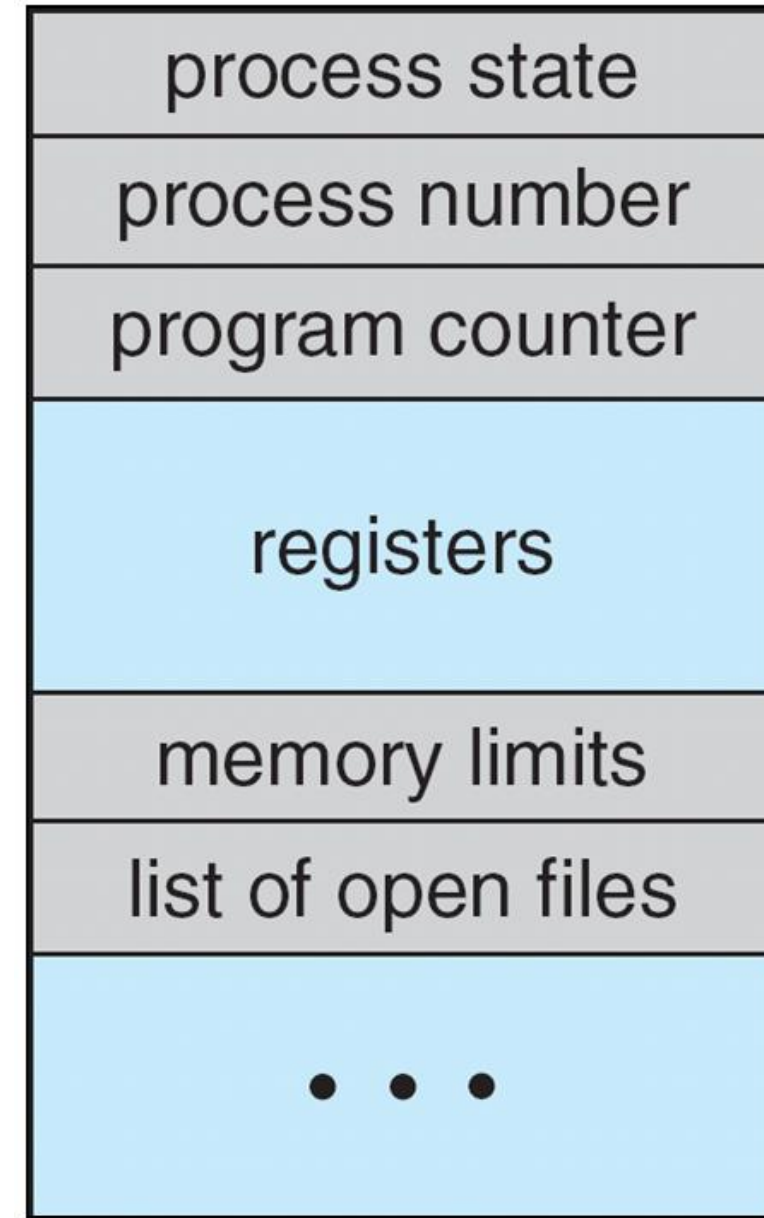 process state
process number
program counter
registers
memory limits
list of open files
• • •